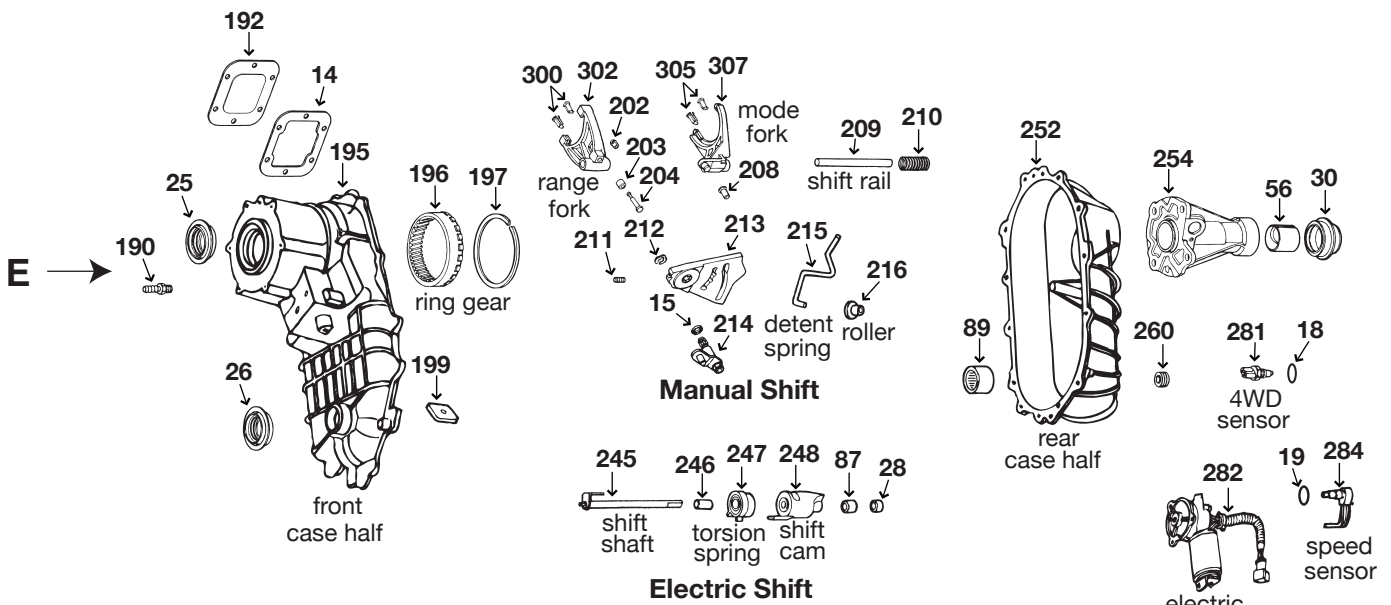 192
14
195
25
190
E
196
197
ring gear
26
199
front
case half
300
302
202
305
307
mode
fork
203
204
range
fork
208
209
210
shift rail
211
212
213
15
214
215
216
detent
spring
roller
Manual Shift
245
246
247
248
87
28
shift
shaft
torsion
spring
shift
cam
Electric Shift
252
254
56
30
89
260
281
18
4WD
sensor
rear
case half
282
19
284
speed
sensor
electric